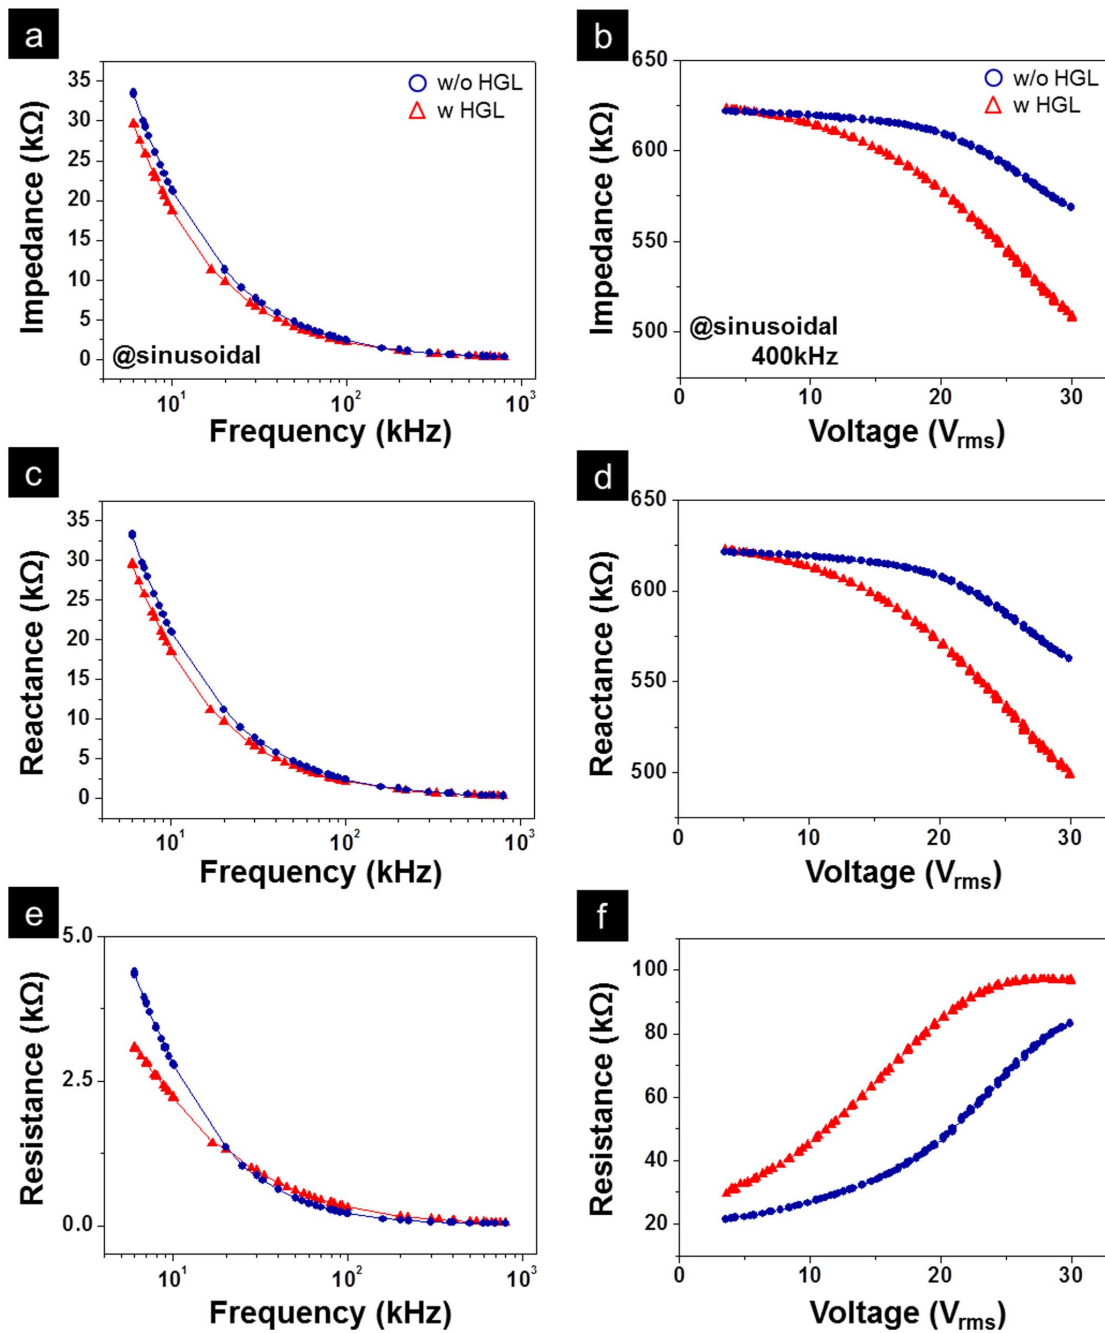 a
35
30
25
20
15
10
5
0
Impedance (kΩ)
w/o HGL
w HGL
@sinusoidal
10¹
10²
10³
Frequency (kHz)
b
650
600
550
500
Impedance (kΩ)
w/o HGL
w HGL
@sinusoidal
400kHz
0
10
20
30
Voltage (Vrms)
c
35
30
25
20
15
10
5
0
Reactance (kΩ)
10¹
10²
10³
Frequency (kHz)
d
650
600
550
500
Reactance (kΩ)
0
10
20
30
Voltage (Vrms)
e
5.0
2.5
0.0
Resistance (kΩ)
10¹
10²
10³
Frequency (kHz)
f
100
80
60
40
20
Resistance (kΩ)
0
10
20
30
Voltage (Vrms)